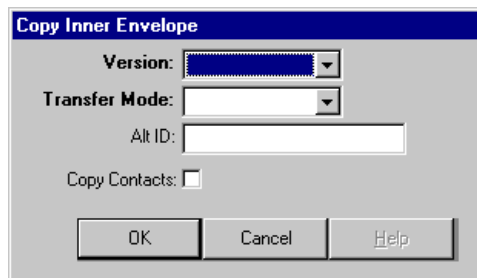 Copy Inner Envelope
Version:
Transfer Mode:
Alt ID:
Copy Contacts:
OK Cancel Help